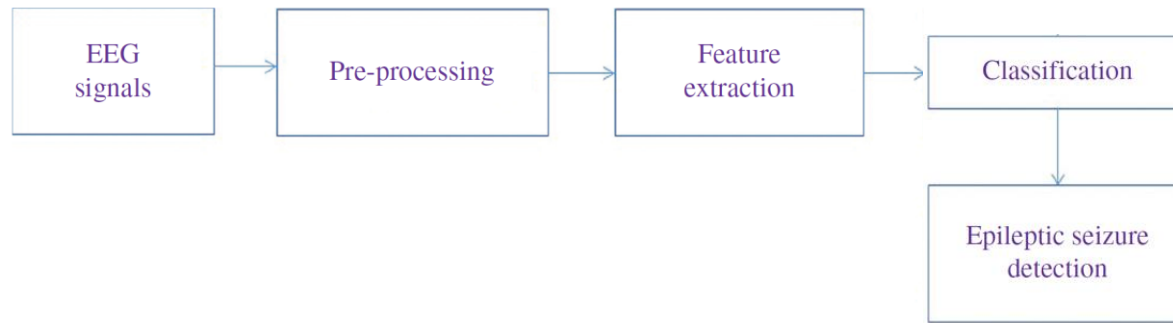 EEG
signals
Pre-processing
Feature
extraction
Classification
Epileptic seizure
detection